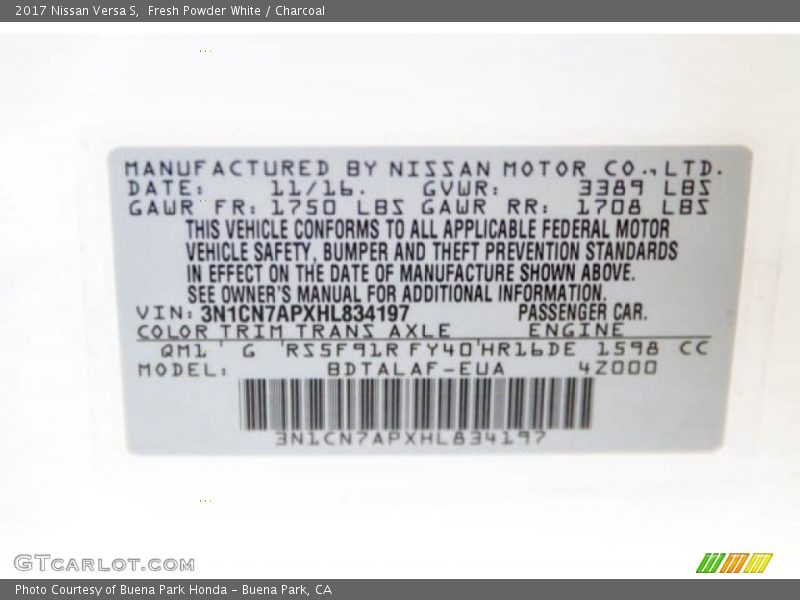 2017 Nissan Versa S, Fresh Powder White / Charcoal
MANUFACTURED BY NISSAN MOTOR CO., LTD.
DATE: 11/16. GVWR: 3389 LBS
GAWR FR: 1750 LBS GAWR RR: 1708 LBS
THIS VEHICLE CONFORMS TO ALL APPLICABLE FEDERAL MOTOR
VEHICLE SAFETY, BUMPER AND THEFT PREVENTION STANDARDS
IN EFFECT ON THE DATE OF MANUFACTURE SHOWN ABOVE.
SEE OWNER'S MANUAL FOR ADDITIONAL INFORMATION.
VIN: 3N1CN7APXHL834197 PASSENGER CAR.
COLOR TRIM TRANS AXLE ENGINE
QM1 ' G 'RS5F91R FY40'HR16DE 1598 CC
MODEL: BDTALAF-EUA 4Z000
3N1CN7APXHL834197
GTCARLOT.COM
Photo Courtesy of Buena Park Honda - Buena Park, CA